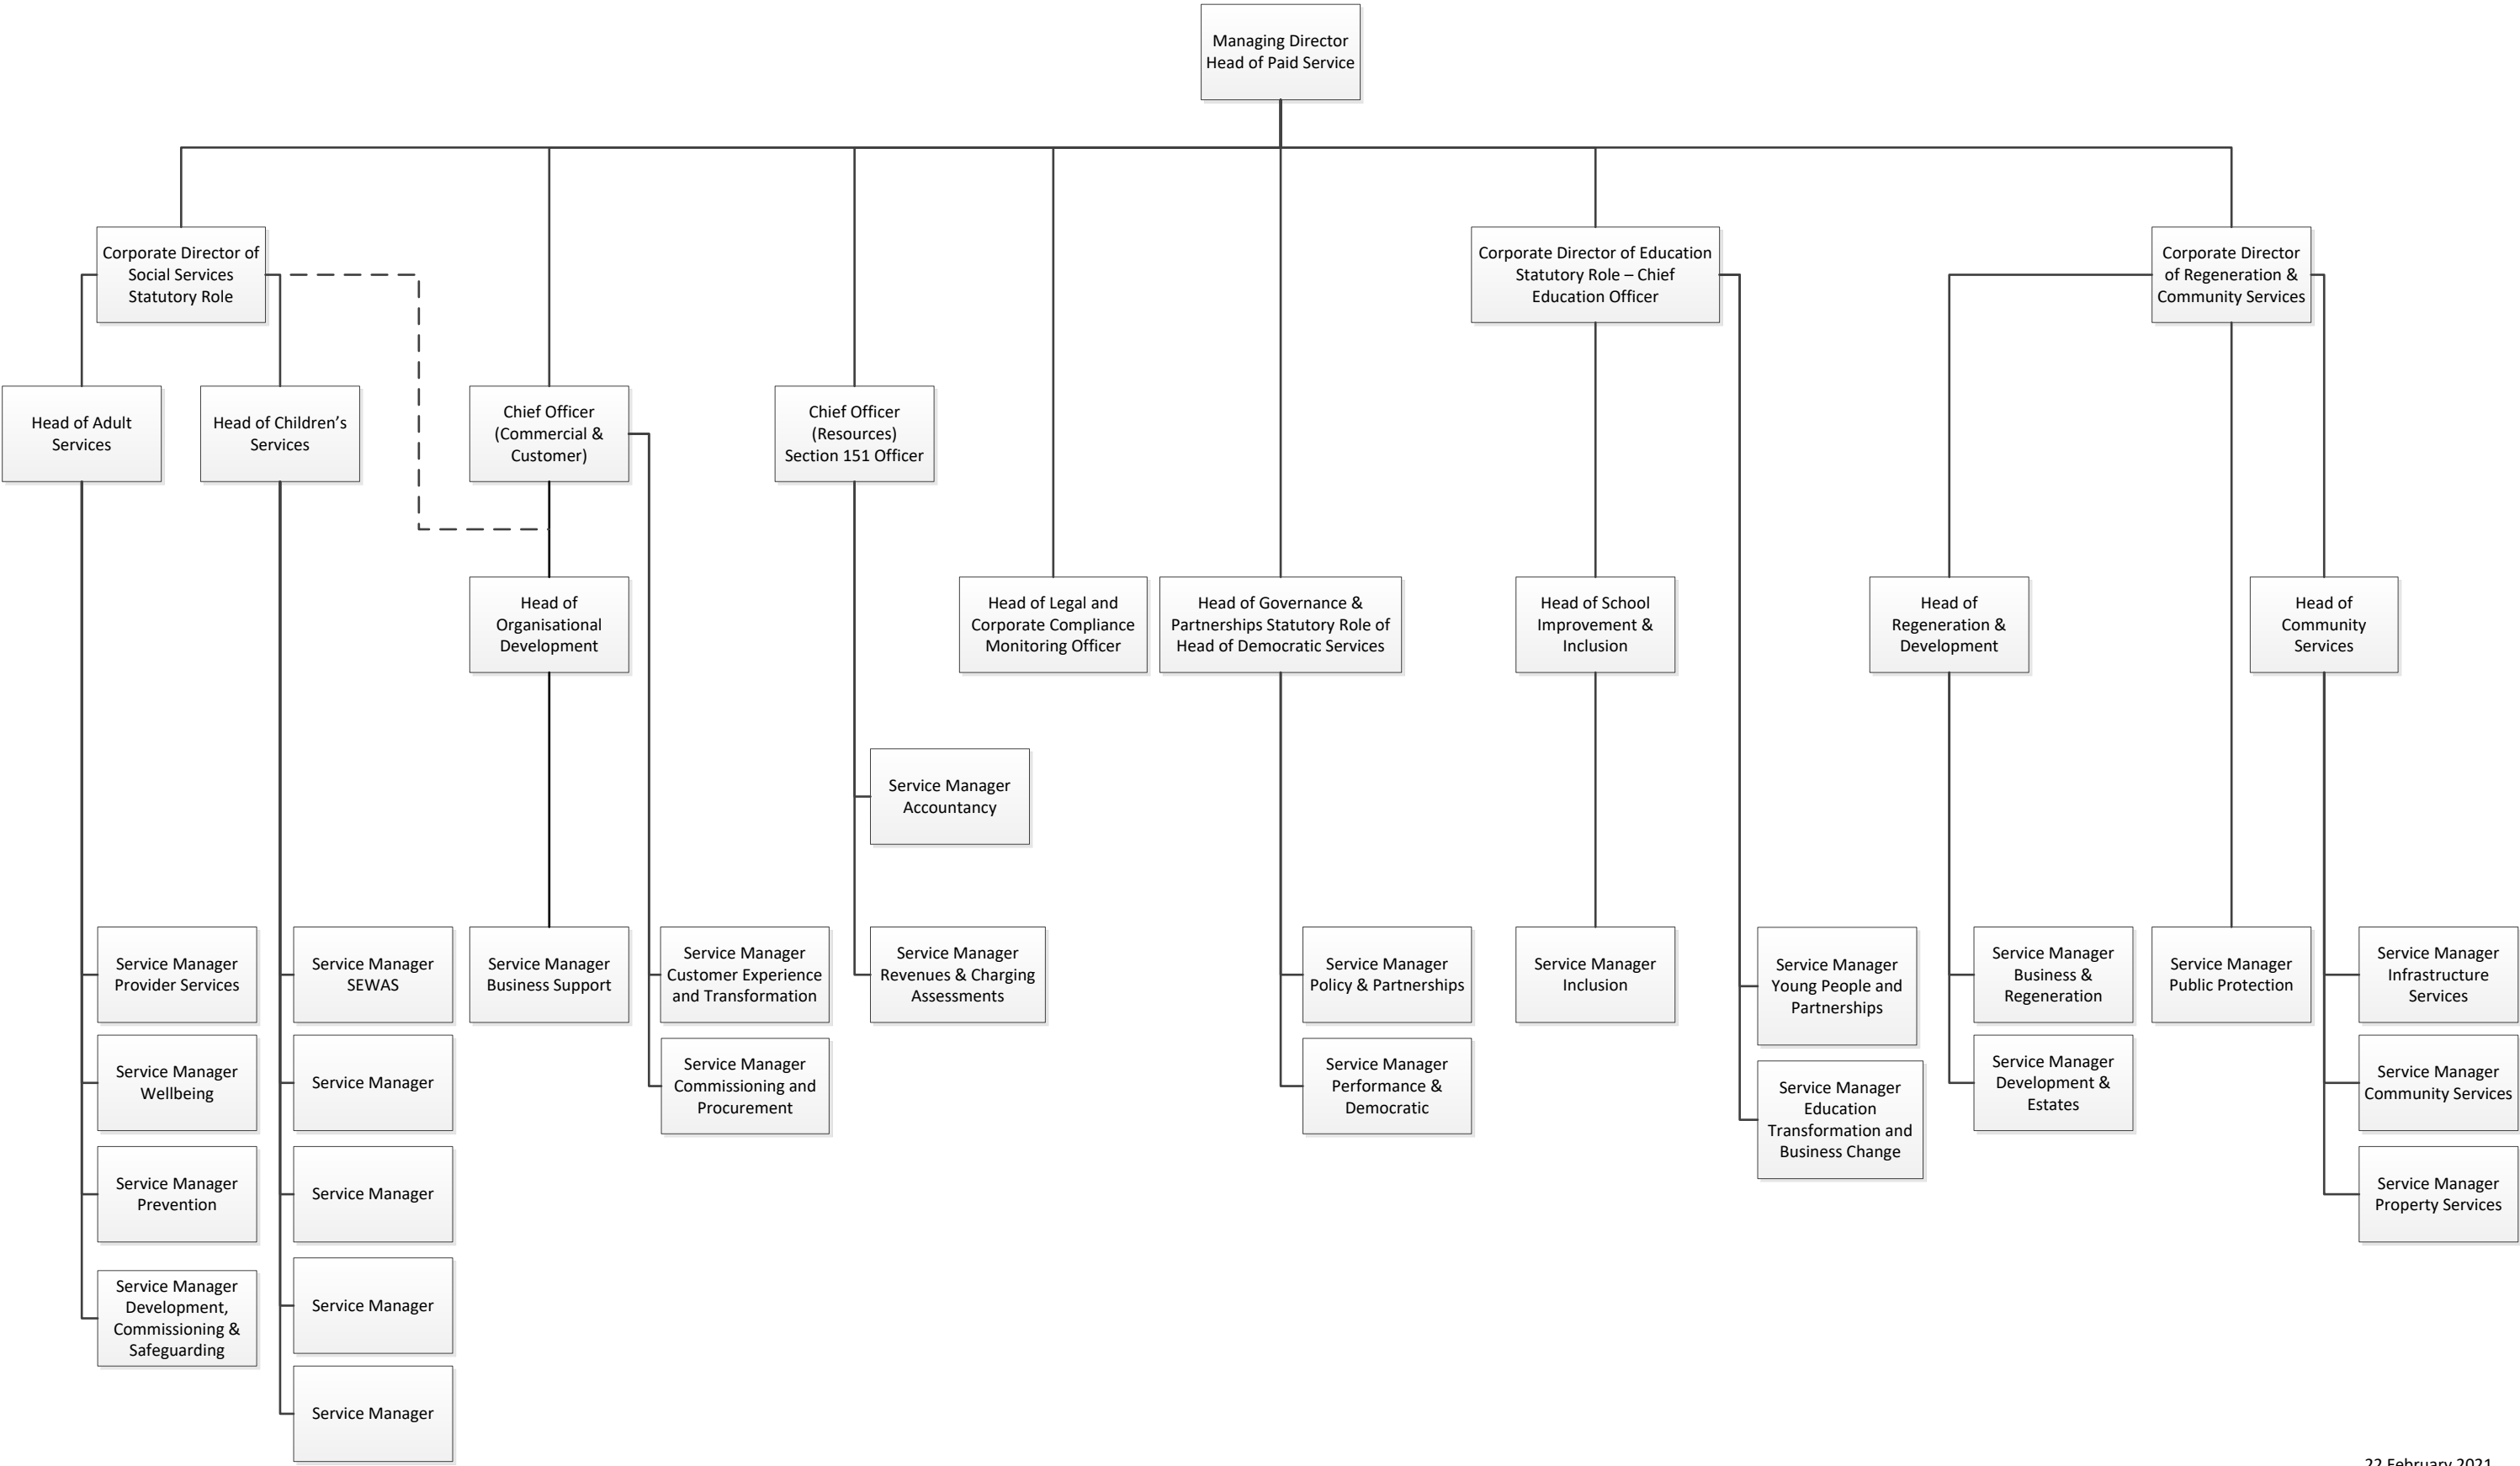 Managing Director
Head of Paid Service
Corporate Director of
Social Services
Statutory Role
Corporate Director of Education
Statutory Role – Chief
Education Officer
Corporate Director
of Regeneration &
Community Services
Head of Adult
Services
Head of Children’s
Services
Chief Officer
(Commercial &
Customer)
Chief Officer
(Resources)
Section 151 Officer
Head of
Organisational
Development
Head of Legal and
Corporate Compliance
Monitoring Officer
Head of Governance &
Partnerships Statutory Role of
Head of Democratic Services
Head of School
Improvement &
Inclusion
Head of
Regeneration &
Development
Head of
Community
Services
Service Manager
Accountancy
Service Manager
Provider Services
Service Manager
SEWAS
Service Manager
Business Support
Service Manager
Customer Experience
and Transformation
Service Manager
Revenues & Charging
Assessments
Service Manager
Policy & Partnerships
Service Manager
Inclusion
Service Manager
Young People and
Partnerships
Service Manager
Business &
Regeneration
Service Manager
Public Protection
Service Manager
Infrastructure
Services
Service Manager
Wellbeing
Service Manager
Service Manager
Commissioning and
Procurement
Service Manager
Performance &
Democratic
Service Manager
Education
Transformation and
Business Change
Service Manager
Development &
Estates
Service Manager
Community Services
Service Manager
Prevention
Service Manager
Service Manager
Property Services
Service Manager
Development,
Commissioning &
Safeguarding
Service Manager
Service Manager
22 February 2021